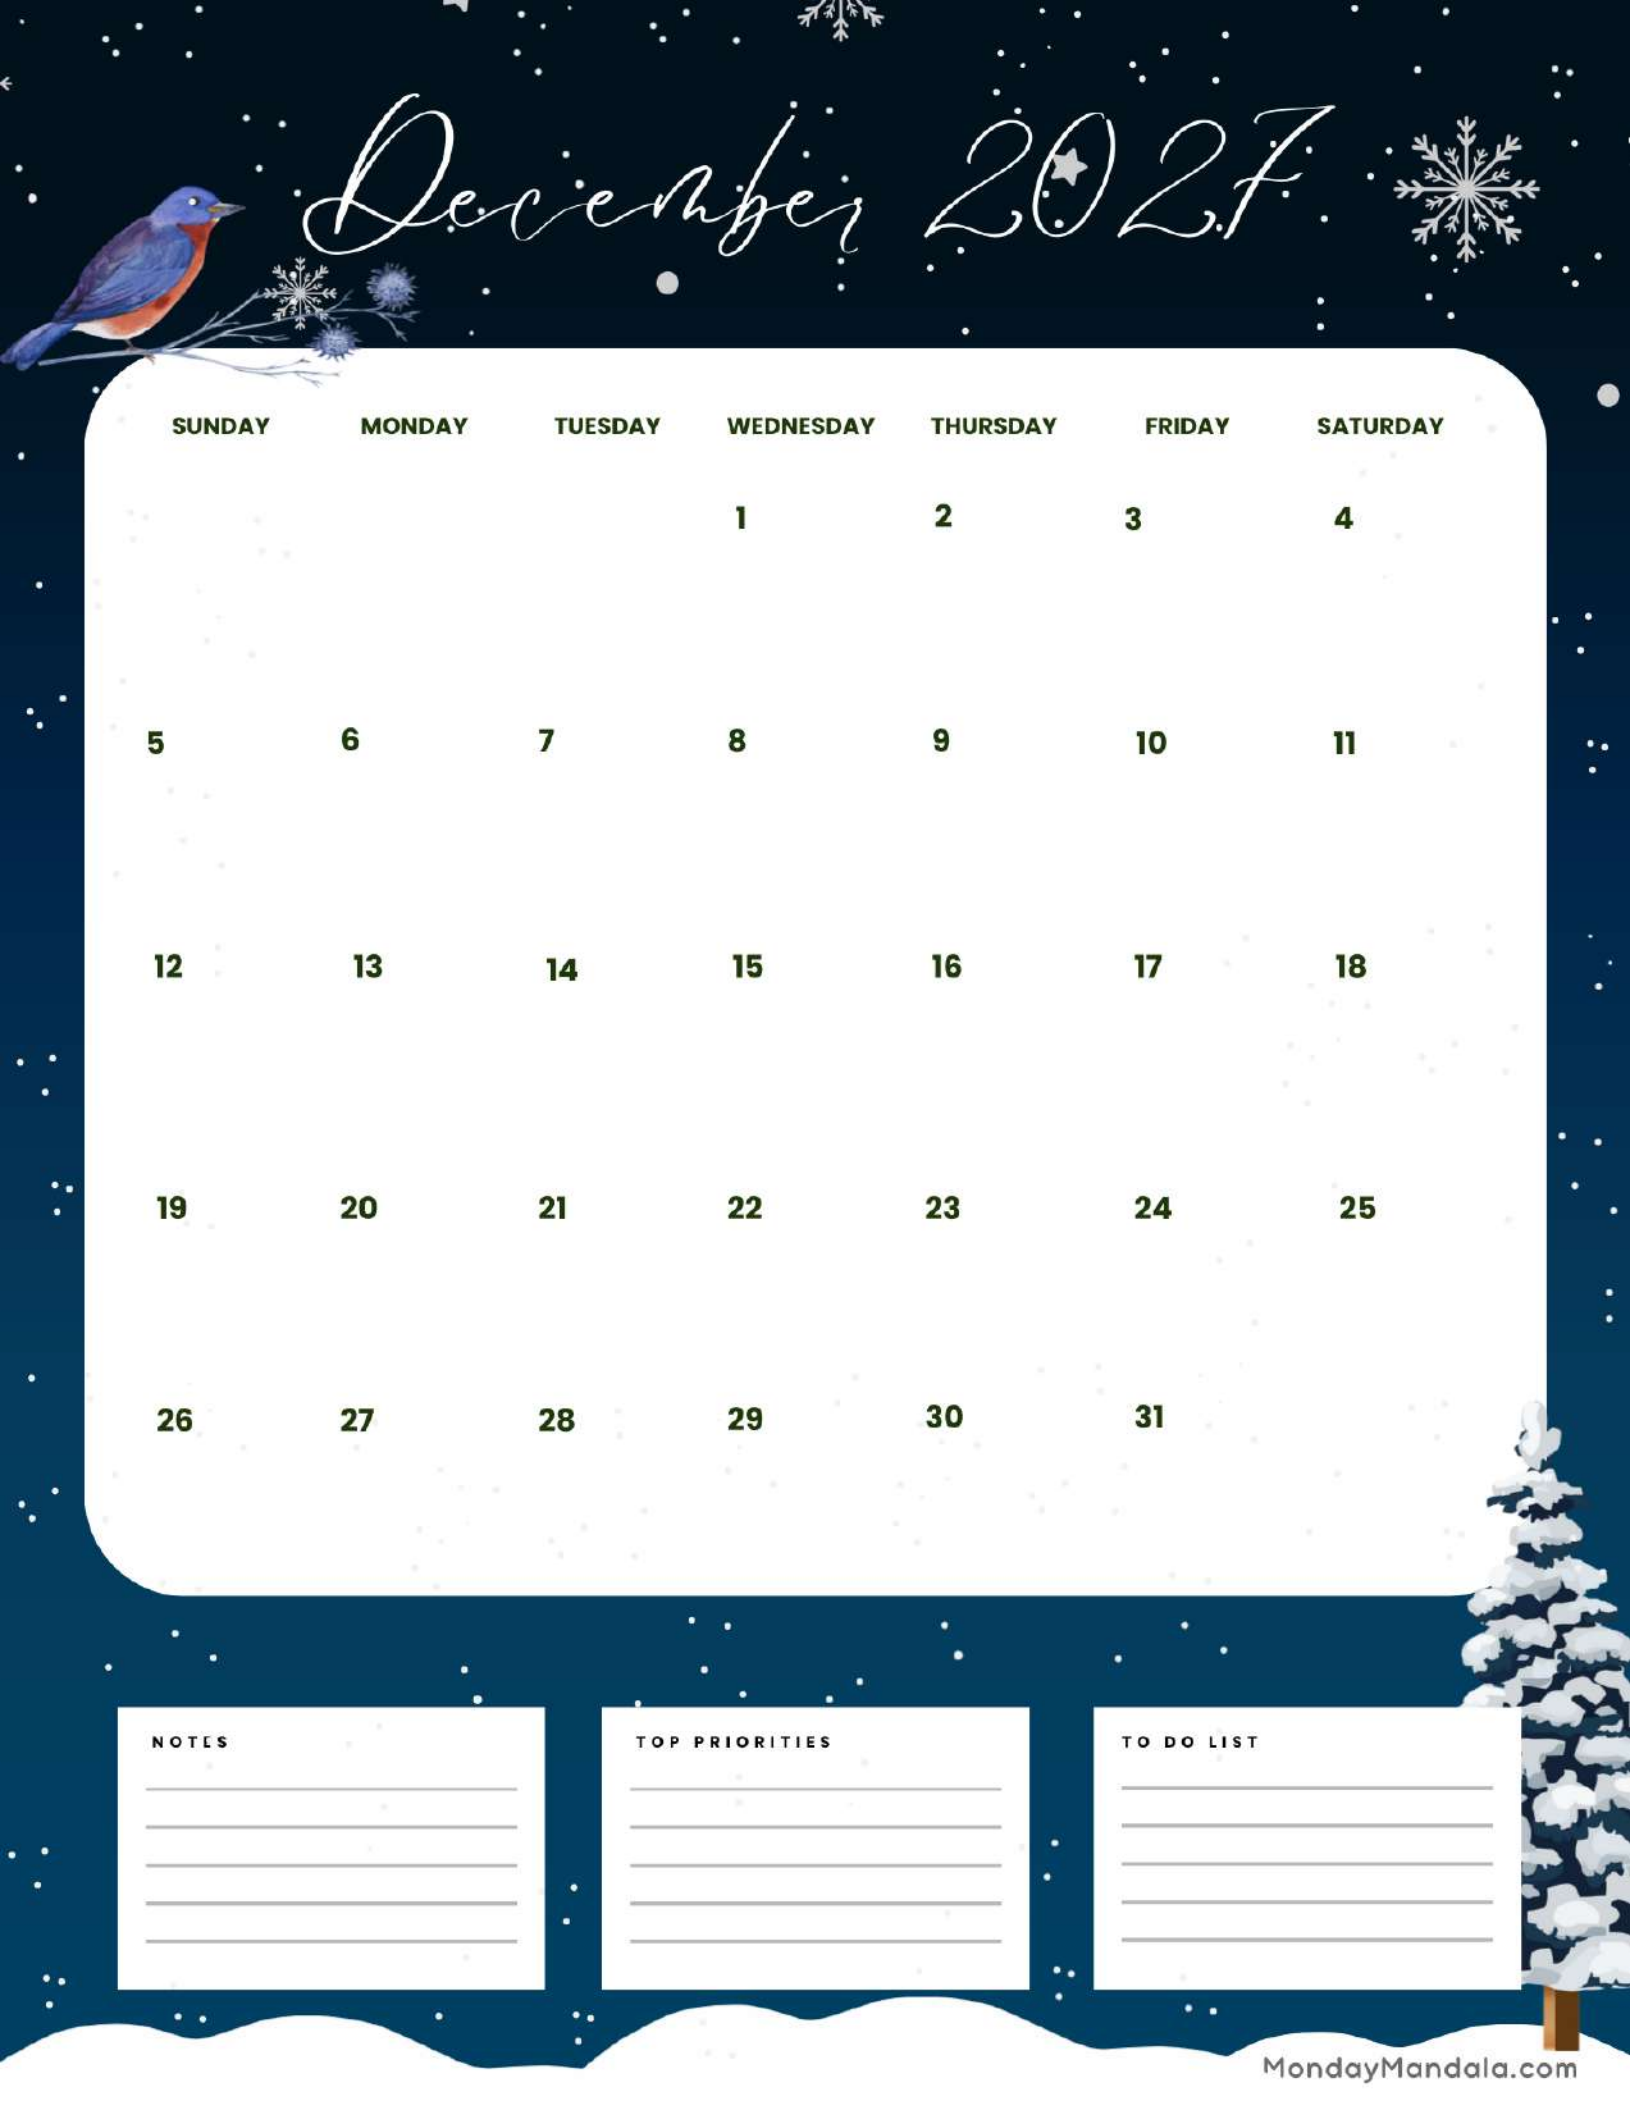 December 2027
SUNDAY MONDAY TUESDAY WEDNESDAY THURSDAY FRIDAY SATURDAY
1 2 3 4
5 6 7 8 9 10 11
12 13 14 15 16 17 18
19 20 21 22 23 24 25
26 27 28 29 30 31
NOTES TOP PRIORITIES TO DO LIST
MondayMandala.com